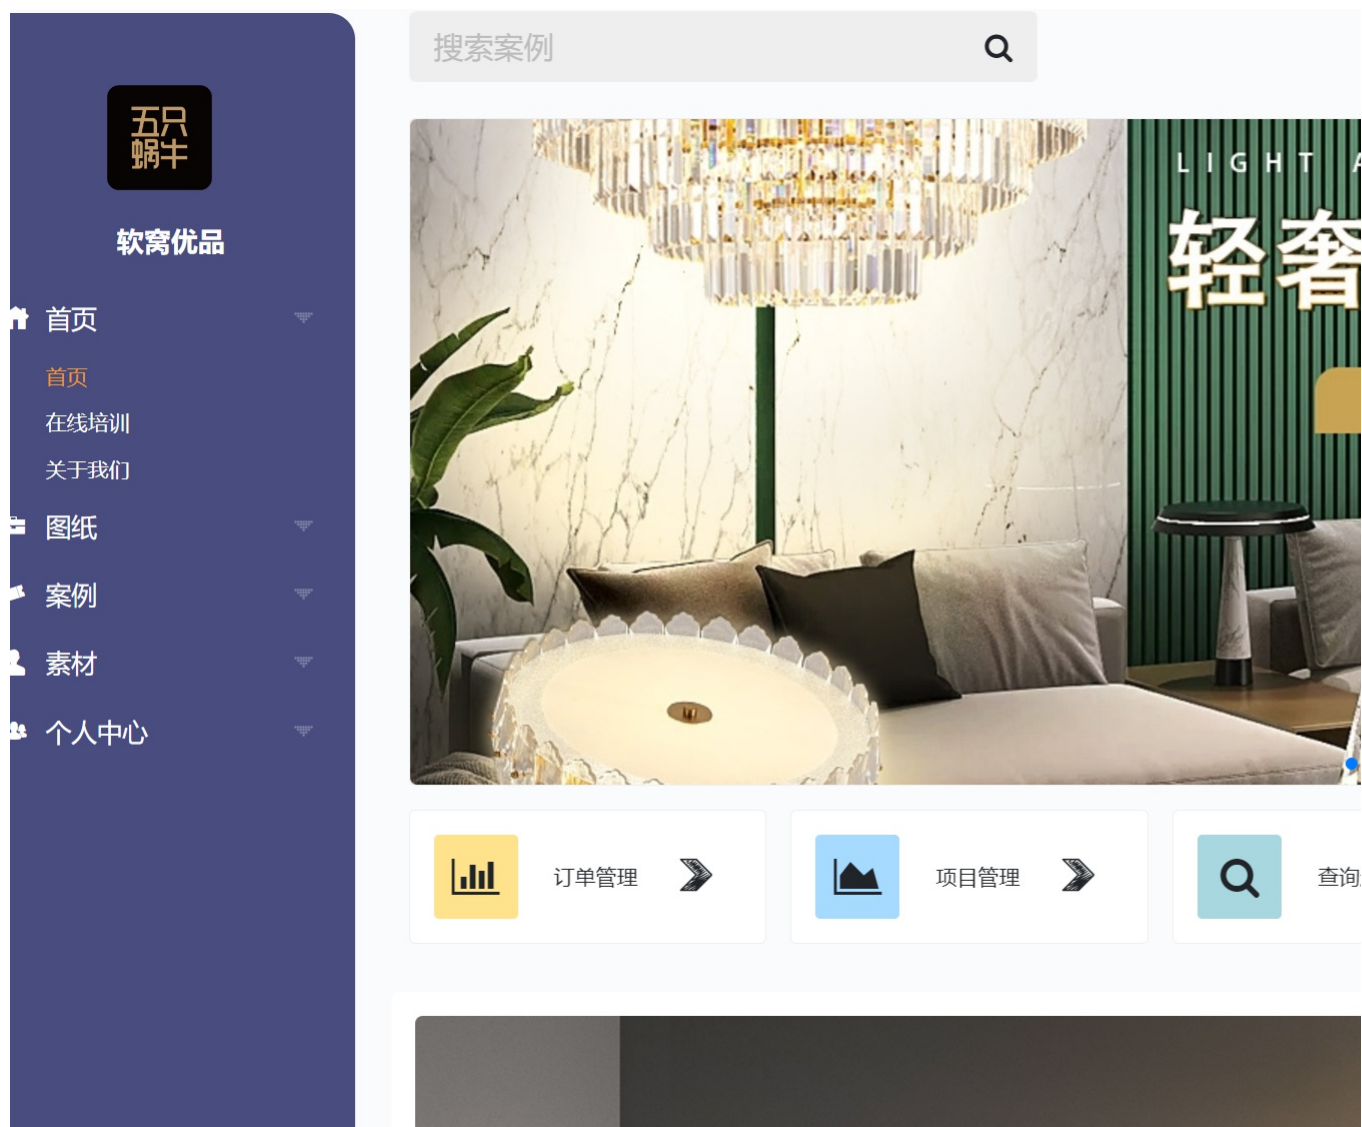 搜索案例
五只
蜗牛
软窝优品
首页
首页
在线培训
关于我们
图纸
案例
素材
个人中心
LIGHT
轻奢
订单管理
项目管理
查询